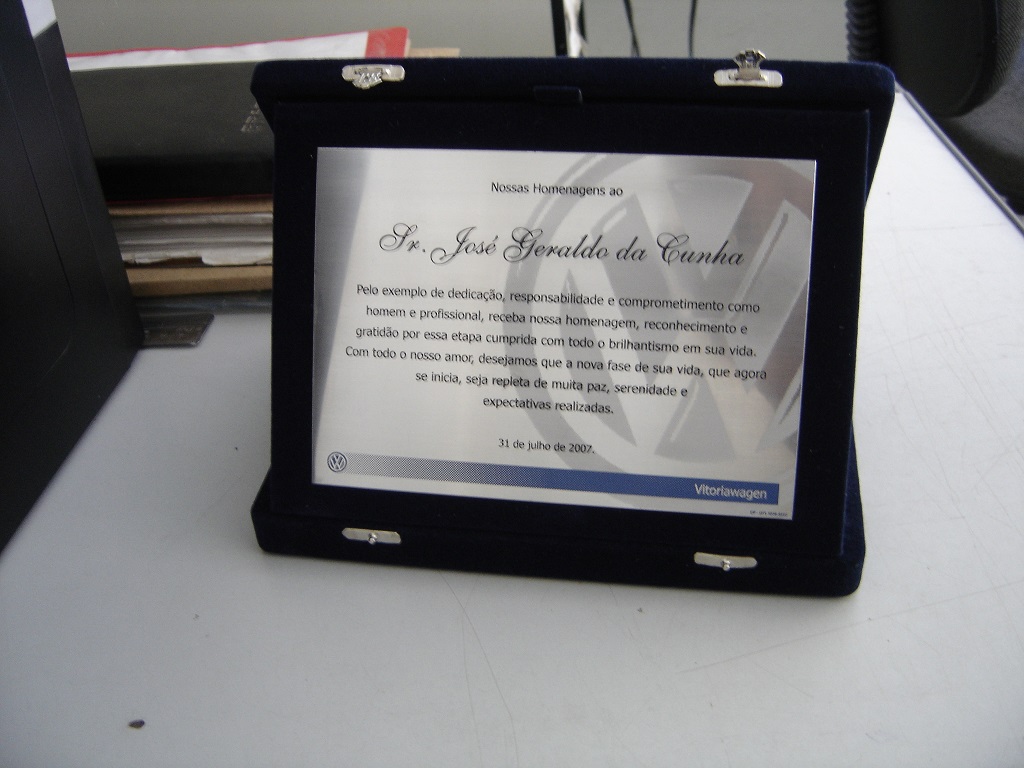 Nossas Homenagens ao
Sr. José Geraldo da Cunha
Pelo exemplo de dedicação, responsabilidade e comprometimento como
homem e profissional, receba nossa homenagem, reconhecimento e
gratidão por essa etapa cumprida com todo o brilhantismo em sua vida.
Com todo o nosso amor, desejamos que a nova fase de sua vida, que agora
se inicia, seja repleta de muita paz, serenidade e
expectativas realizadas.
31 de julho de 2007.
Vitoriawagen